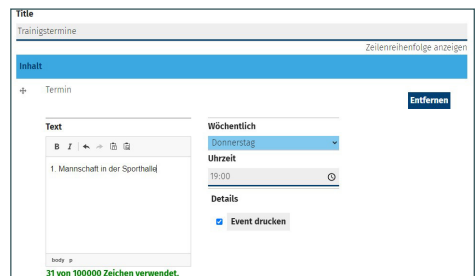 Title
Trainigstermine
Zeilenreihenfolge anzeigen
Inhalt
Termin
Entfernen
Text
Wöchentlich
B I
Donnerstag
1. Mannschaft in der Sporthalle
Uhrzeit
19:00
Details
Event drucken
body p
31 von 100000 Zeichen verwendet.